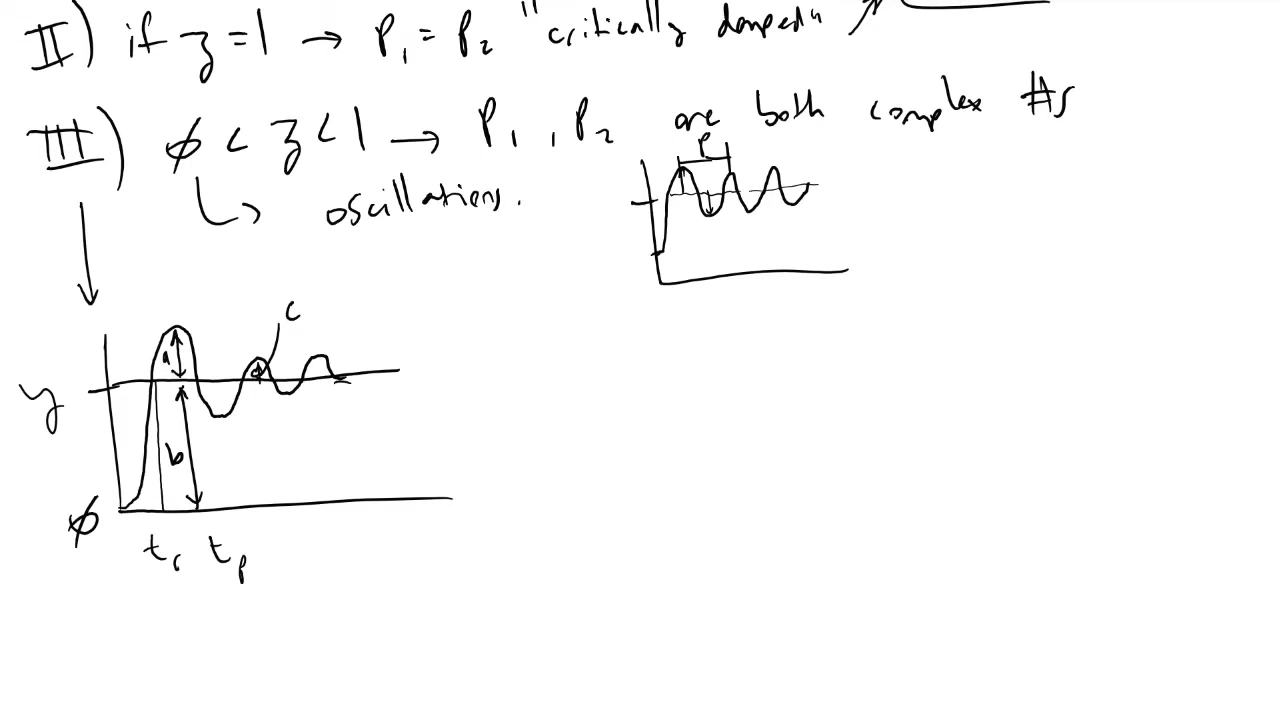 II) if ʒ = 1 → P₁ = P₂ "critically damped"
III) ϕ < ʒ < 1 → P₁ , P₂ are both complex #s
↳ oscillations.
P
c
a
y
b
ϕ
tᵣ tₚ